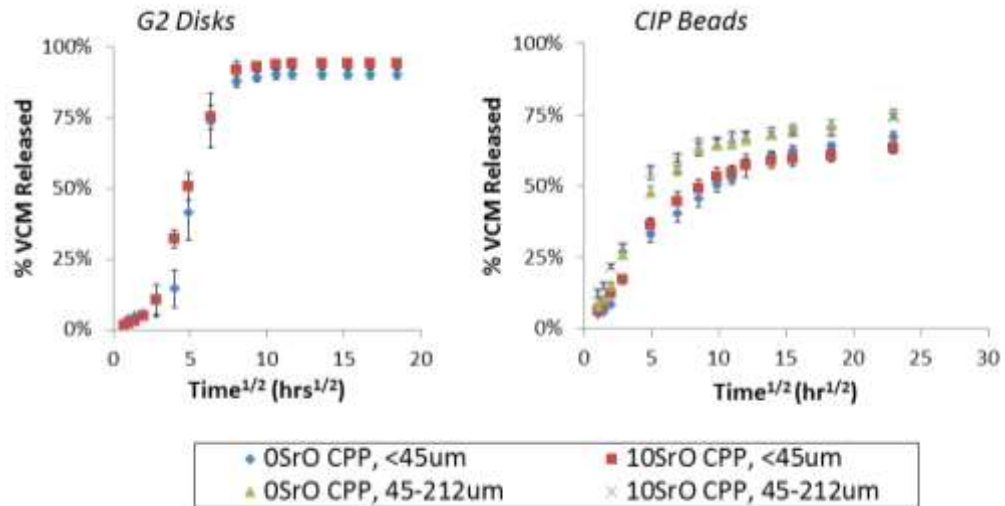 G2 Disks
% VCM Released
100%
75%
50%
25%
0%
0 5 10 15 20
Time1/2 (hrs1/2)
CIP Beads
% VCM Released
100%
75%
50%
25%
0%
0 5 10 15 20 25 30
Time1/2 (hr1/2)
0SrO CPP, <45um
10SrO CPP, <45um
0SrO CPP, 45-212um
10SrO CPP, 45-212um